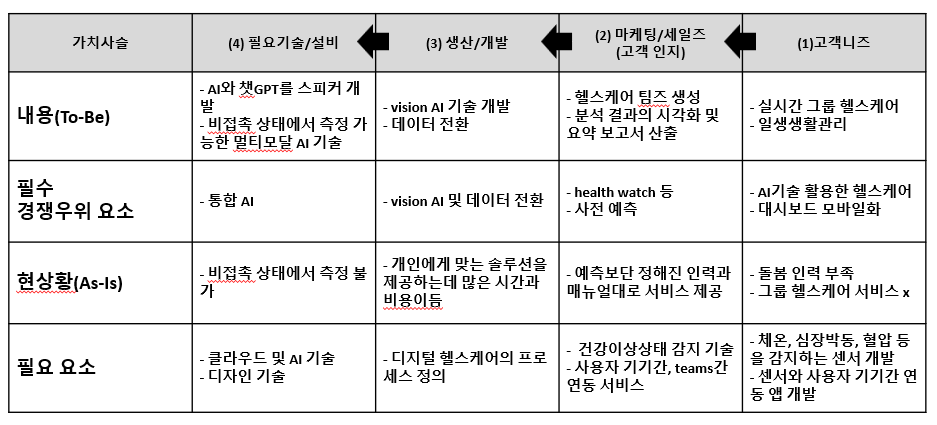 가치사슬
(4) 필요기술/설비
(3) 생산/개발
(2) 마케팅/세일즈
(고객 인지)
(1)고객니즈
내용(To-Be)
- AI와 챗GPT를 스피커 개
발
- 비접촉 상태에서 측정 가
능한 멀티모달 AI 기술
- vision AI 기술 개발
- 데이터 전환
- 헬스케어 팀즈 생성
- 분석 결과의 시각화 및
요약 보고서 산출
- 실시간 그룹 헬스케어
- 일생생활관리
필수
경쟁우위 요소
- 통합 AI
- vision AI 및 데이터 전환
- health watch 등
- 사전 예측
- AI기술 활용한 헬스케어
- 대시보드 모바일화
현상황(As-Is)
- 비접촉 상태에서 측정 불
가
- 개인에게 맞는 솔루션을
제공하는데 많은 시간과
비용이듬
- 예측보단 정해진 인력과
매뉴얼대로 서비스 제공
- 돌봄 인력 부족
- 그룹 헬스케어 서비스 x
필요 요소
- 클라우드 및 AI 기술
- 디자인 기술
- 디지털 헬스케어의 프로
세스 정의
- 건강이상상태 감지 기술
- 사용자 기기간, teams간
연동 서비스
- 체온, 심장박동, 혈압 등
을 감지하는 센서 개발
- 센서와 사용자 기기간 연
동 앱 개발